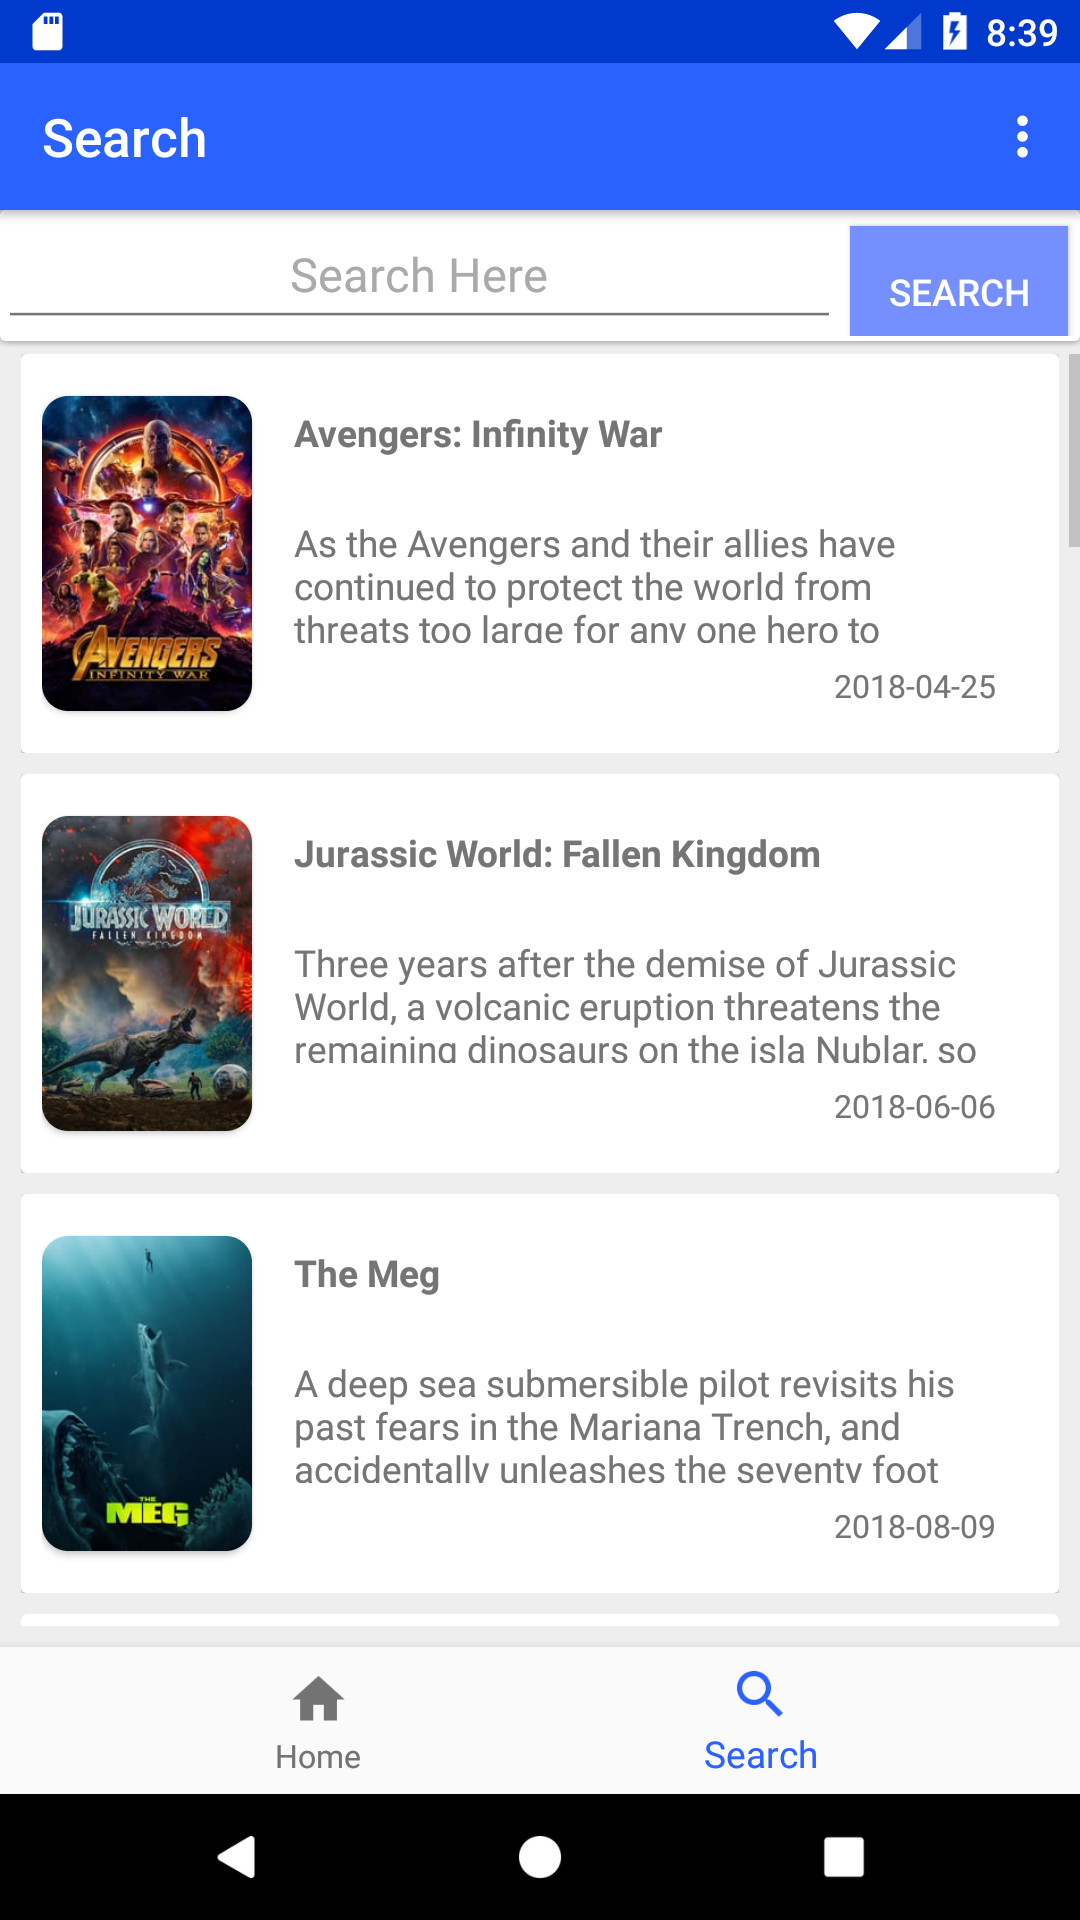 8:39
Search
Search Here
SEARCH
Avengers: Infinity War
As the Avengers and their allies have
continued to protect the world from
threats too large for any one hero to
AVENGERS
INFINITY WAR
2018-04-25
Jurassic World: Fallen Kingdom
JURASSIC WORLD
FALLEN KINGDOM
Three years after the demise of Jurassic
World, a volcanic eruption threatens the
remaining dinosaurs on the isla Nublar, so
2018-06-06
The Meg
A deep sea submersible pilot revisits his
past fears in the Mariana Trench, and
accidentally unleashes the seventy foot
THE
MEG
2018-08-09
Home
Search